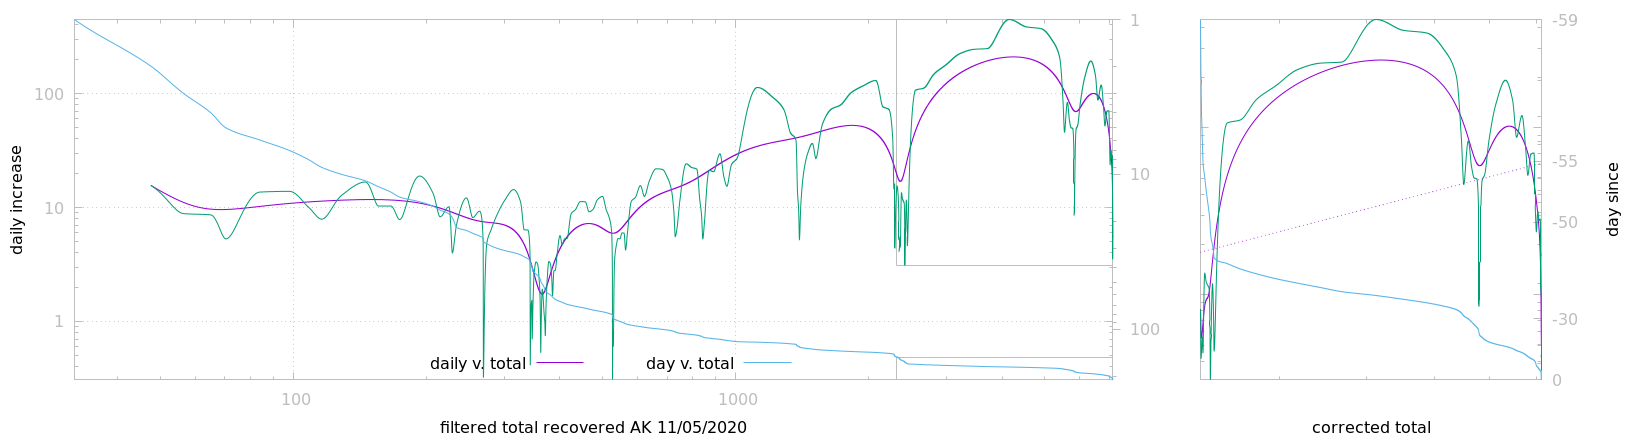 daily increase
100
10
1
100
1000
daily v. total
day v. total
1
10
100
filtered total recovered AK 11/05/2020
-59
-55
-50
-30
0
day since
corrected total